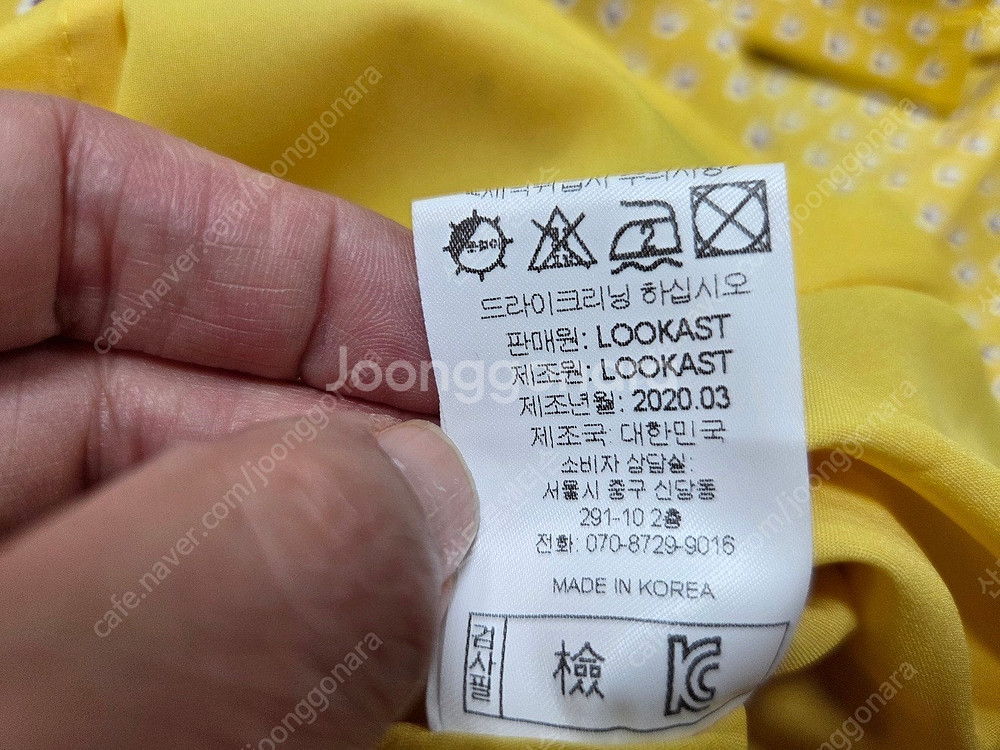 드라이크리닝 하십시오
판매원: LOOKAST
제조원: LOOKAST
제조년월: 2020.03
제조국 대한민국
소비자 상담실:
서울시 중구 신당동
291-10 2층
전화: 070-8729-9016
MADE IN KOREA
검사필
檢
KC
Joonggonara
cafe.naver.com/joonggonara